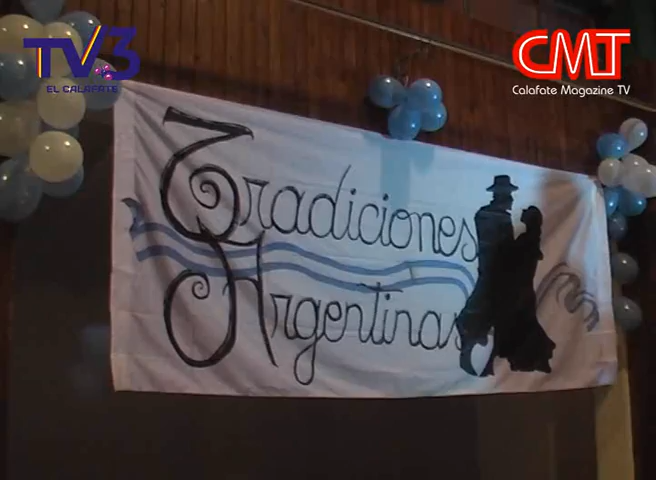 TV3
EL CALAFATE
CMT
Calafate Magazine TV
Tradiciones
Argentinas